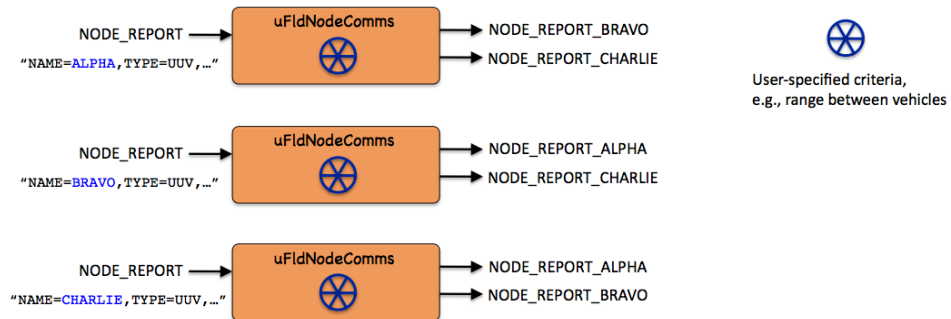 uFldNodeComms
NODE_REPORT
NODE_REPORT_BRAVO
NODE_REPORT_CHARLIE
“NAME=ALPHA,TYPE=UUV,…”
User-specified criteria,
e.g., range between vehicles
uFldNodeComms
NODE_REPORT
NODE_REPORT_ALPHA
NODE_REPORT_CHARLIE
“NAME=BRAVO,TYPE=UUV,…”
uFldNodeComms
NODE_REPORT
NODE_REPORT_ALPHA
NODE_REPORT_BRAVO
“NAME=CHARLIE,TYPE=UUV,…”